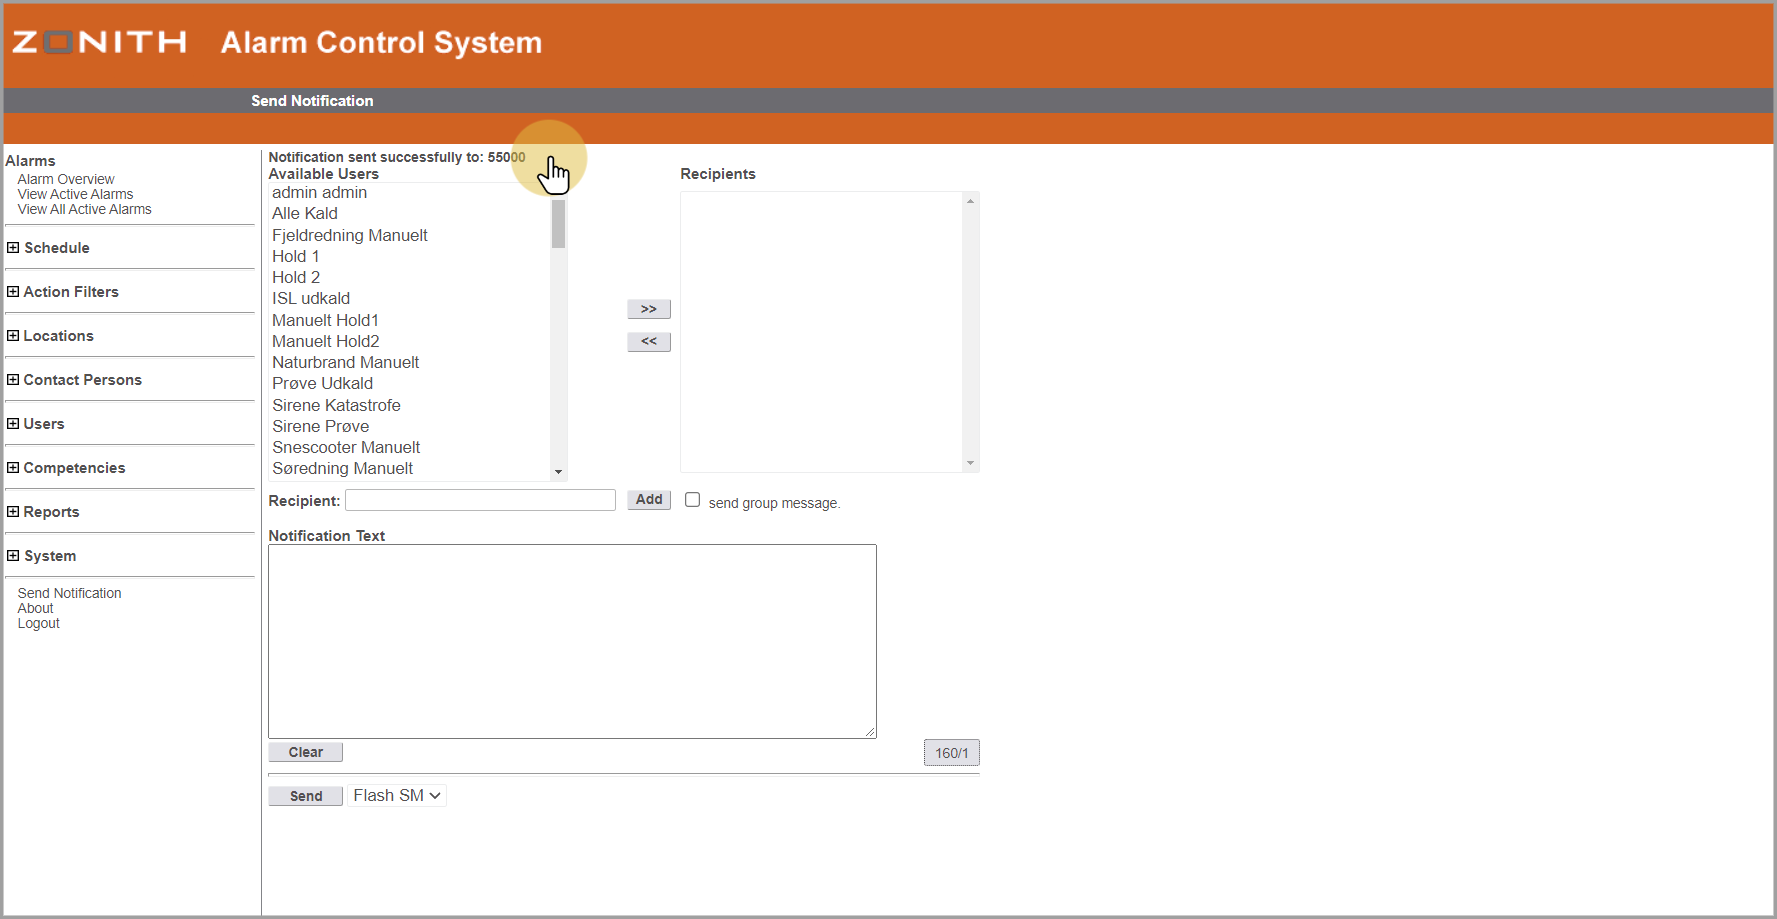 ZONITH Alarm Control System
Send Notification
Alarms
Alarm Overview
View Active Alarms
View All Active Alarms
Schedule
Action Filters
Locations
Contact Persons
Users
Competencies
Reports
System
Send Notification
About
Logout
Notification sent successfully to: 55000
Available Users
admin admin
Alle Kald
Fjeldredning Manuelt
Hold 1
Hold 2
ISL udkald
Manuelt Hold1
Manuelt Hold2
Naturbrand Manuelt
Prøve Udkald
Sirene Katastrofe
Sirene Prøve
Snescooter Manuelt
Søredning Manuelt
>>
<<
Recipients
Recipient: Add send group message.
Notification Text
Clear 160/1
Send Flash SM